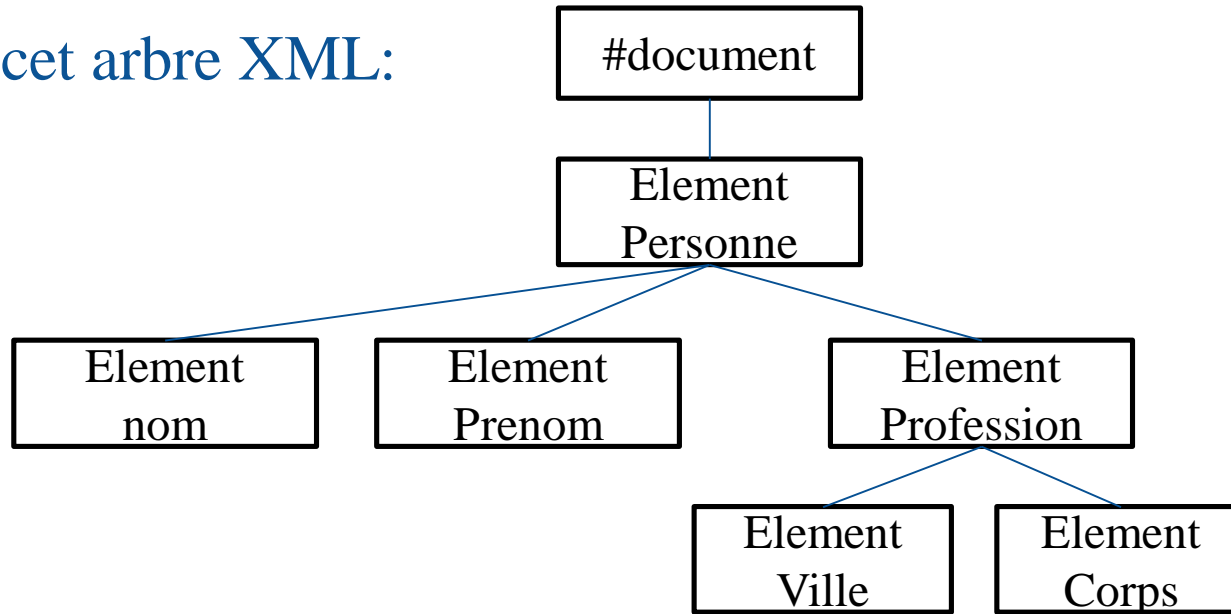 cet arbre XML:
#document
Element
Personne
Element
nom
Element
Prenom
Element
Profession
Element
Ville
Element
Corps